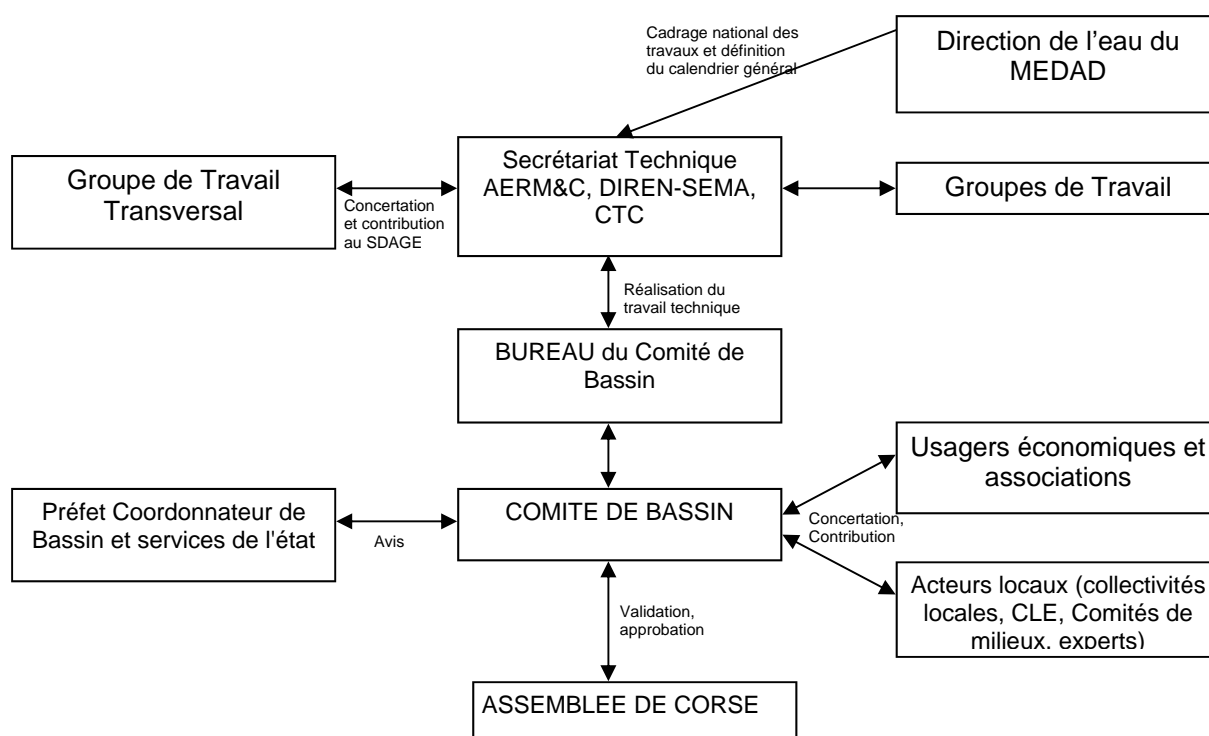 Cadrage national des
travaux et définition
du calendrier général
Direction de l’eau du
MEDAD
Groupe de Travail
Transversal
Concertation
et contribution
au SDAGE
Secrétariat Technique
AERM&C, DIREN-SEMA,
CTC
Groupes de Travail
Réalisation du
travail technique
BUREAU du Comité de
Bassin
Usagers économiques et
associations
Préfet Coordonnateur de
Bassin et services de l'état
Avis
COMITE DE BASSIN
Concertation,
Contribution
Acteurs locaux (collectivités
locales, CLE, Comités de
milieux, experts)
Validation,
approbation
ASSEMBLEE DE CORSE